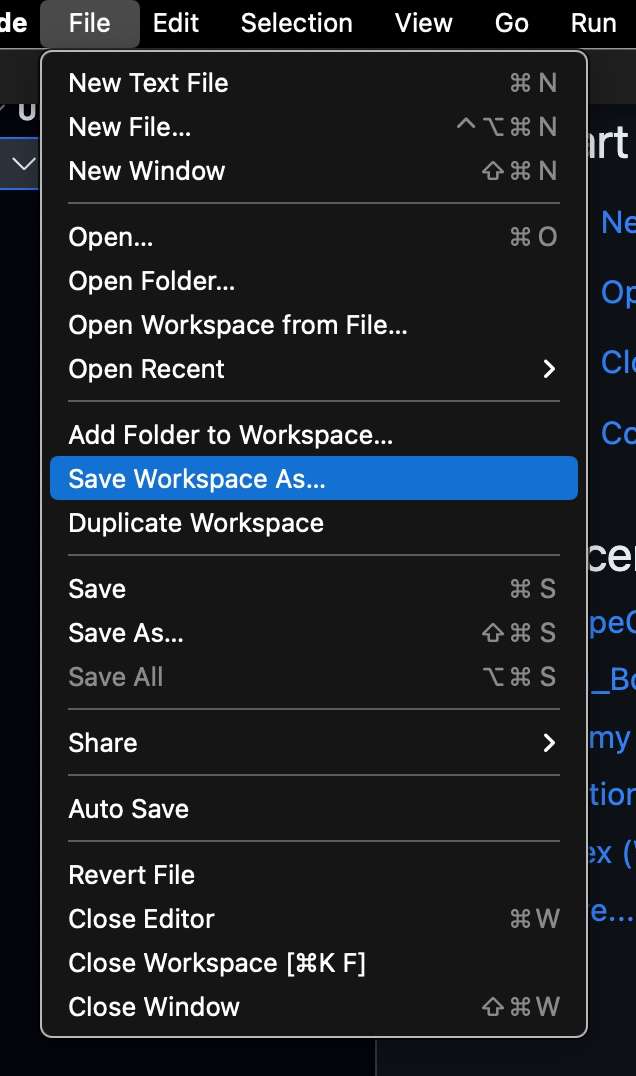 File Edit Selection View Go Run
New Text File ⌘ N
New File... ^ ⌥ ⌘ N
New Window ⇧ ⌘ N
Open... ⌘ O
Open Folder...
Open Workspace from File...
Open Recent >
Add Folder to Workspace...
Save Workspace As...
Duplicate Workspace
Save ⌘ S
Save As... ⇧ ⌘ S
Save All ⌥ ⌘ S
Share >
Auto Save
Revert File
Close Editor ⌘ W
Close Workspace [⌘K F]
Close Window ⇧ ⌘ W